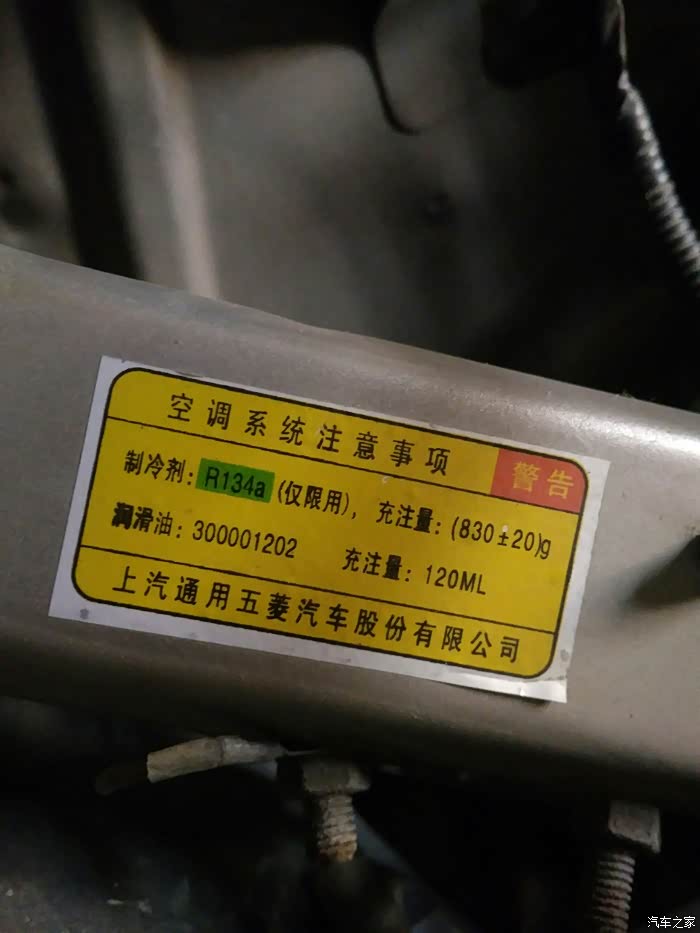 空调系统注意事项 警告
制冷剂: R134a (仅限用), 充注量: (830±20)g
润滑油: 300001202 充注量: 120ML
上汽通用五菱汽车股份有限公司
汽车之家